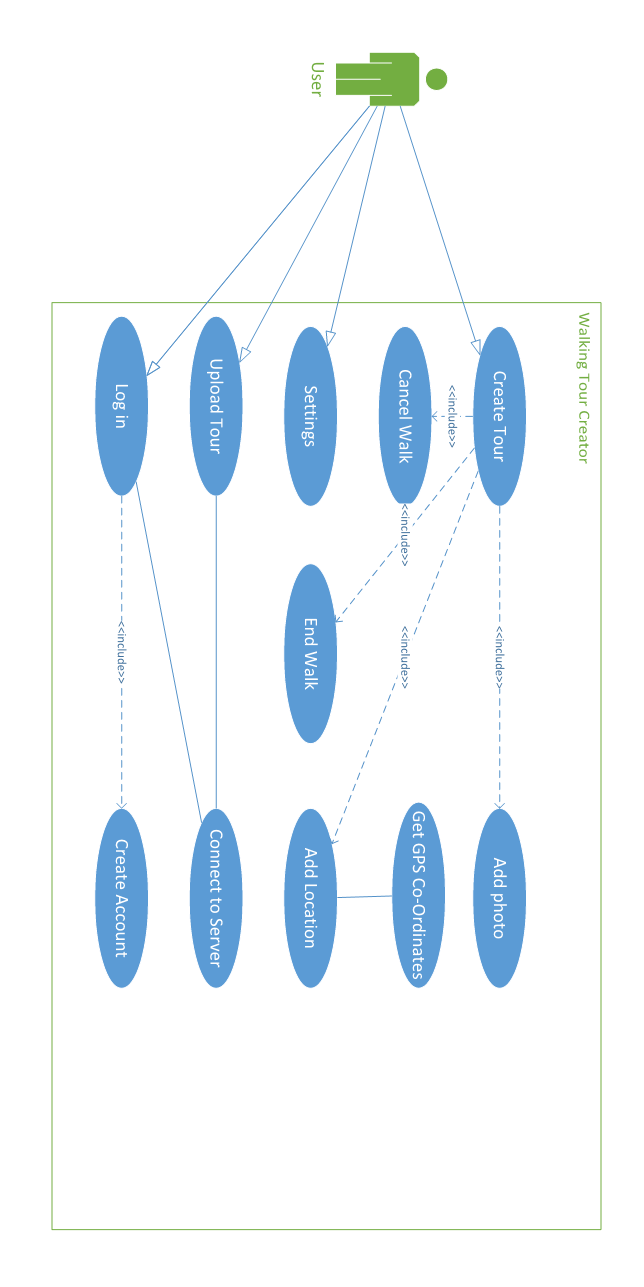 Walking Tour Creator
User
Create Tour
<<include>>
Add photo
<<include>>
Cancel Walk
<<include>>
<<include>>
Get GPS Co-Ordinates
Settings
End Walk
Add Location
Upload Tour
Connect to Server
Log in
<<include>>
Create Account